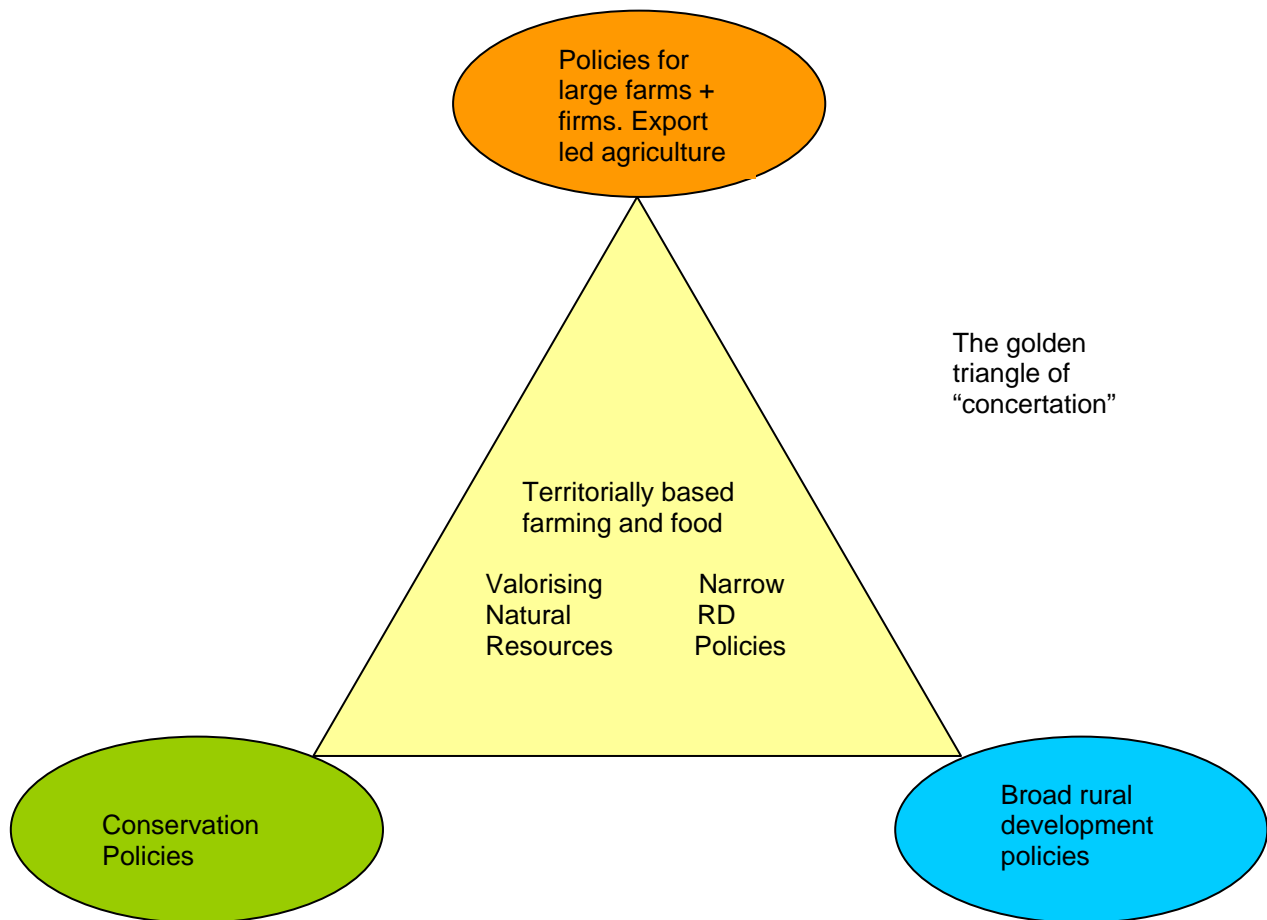 Policies for
large farms +
firms. Export
led agriculture
The golden
triangle of
“concertation”
Territorially based
farming and food
Valorising
Natural
Resources
Narrow
RD
Policies
Conservation
Policies
Broad rural
development
policies